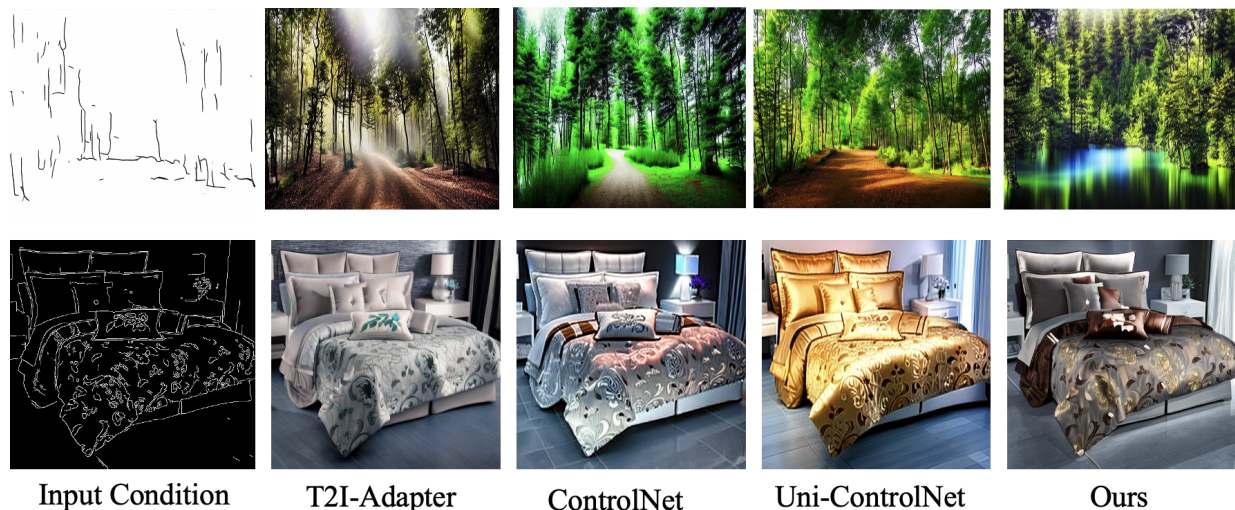 Input Condition
T2I-Adapter
ControlNet
Uni-ControlNet
Ours